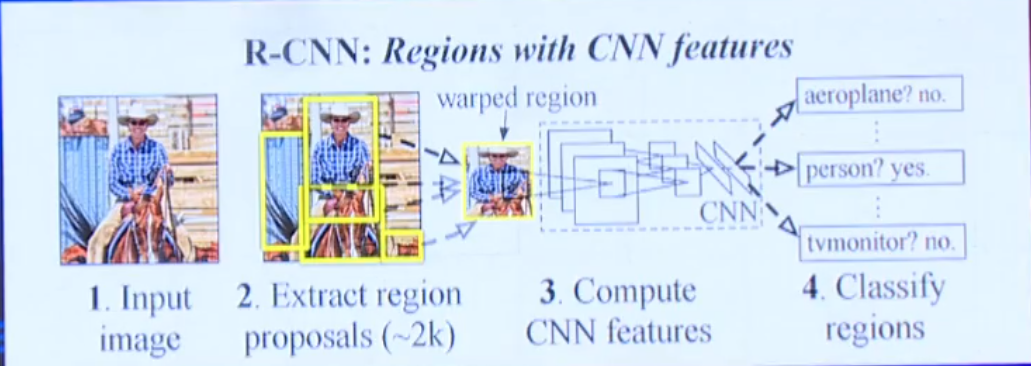 R-CNN: Regions with CNN features
warped region
aeroplane? no.
person? yes.
CNN
tvmonitor? no.
1. Input
image
2. Extract region
proposals (~2k)
3. Compute
CNN features
4. Classify
regions